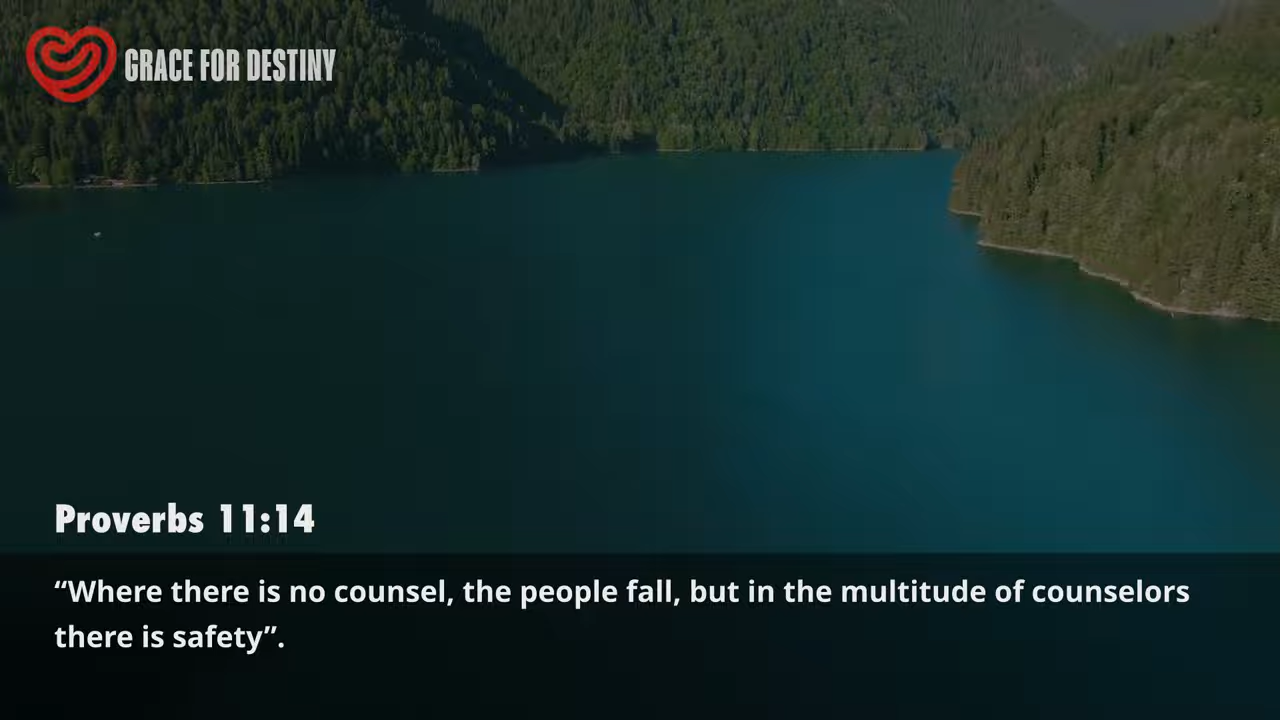 GRACE FOR DESTINY
Proverbs 11:14
“Where there is no counsel, the people fall, but in the multitude of counselors
there is safety”.